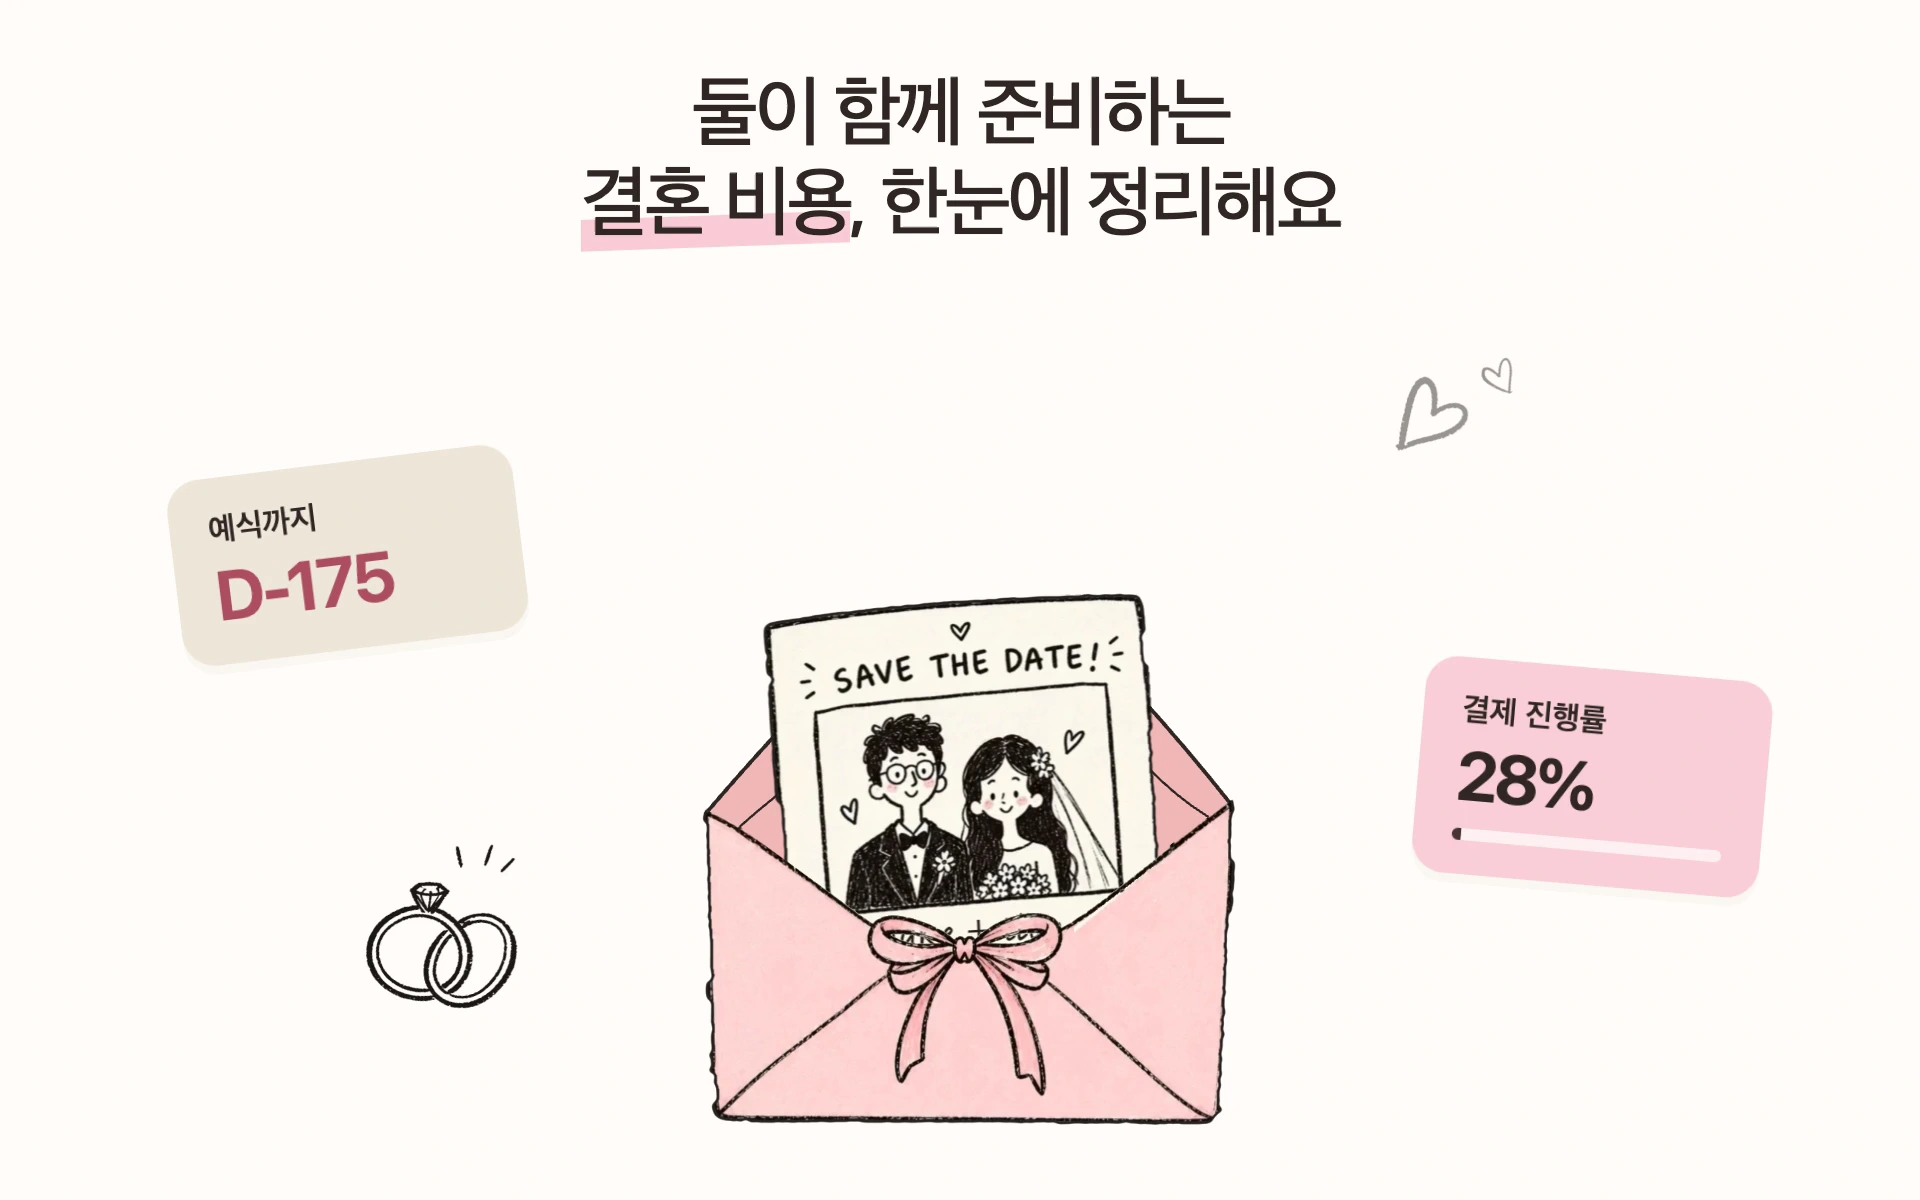 둘이 함께 준비하는
결혼 비용, 한눈에 정리해요
예식까지
D-175
SAVE THE DATE!
결제 진행률
28%